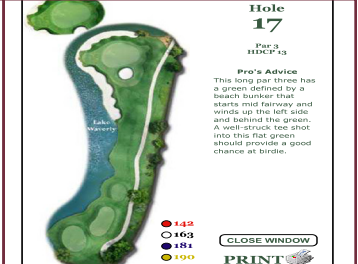 Hole
17
Par 3
HDCP 13
Pro's Advice
This long par three has
a green defined by a
beach bunker that
starts mid fairway and
winds up the left side
and behind the green.
A well-struck tee shot
into this flat green
should provide a good
chance at birdie.
Lake
Waverly
142
163
181
190
CLOSE WINDOW
PRINT